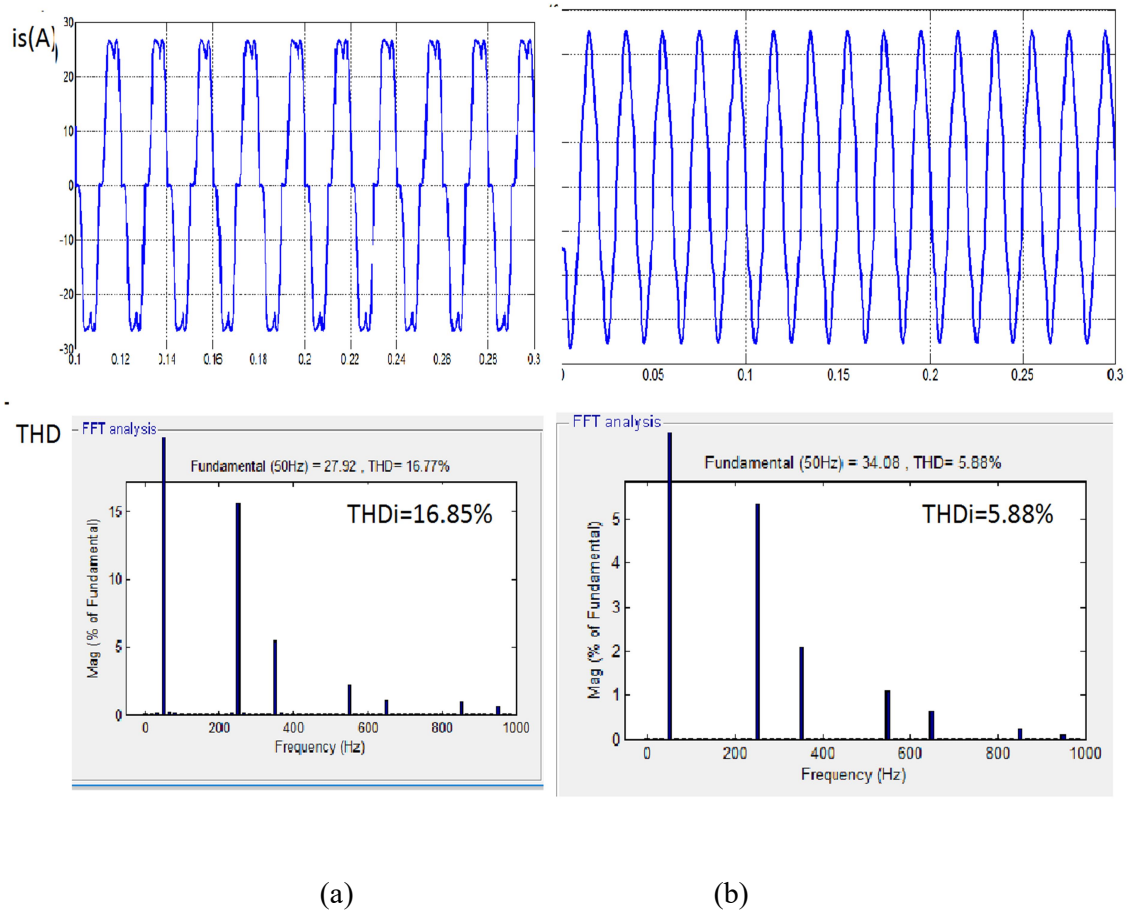 is(A)
30
20
10
0
-10
-20
-30
0.1 0.12 0.14 0.16 0.18 0.2 0.22 0.24 0.26 0.28 0.3
0.05 0.1 0.15 0.2 0.25 0.3
THD
FFT analysis
Fundamental (50Hz) = 27.92 , THD= 16.77%
THDi=16.85%
Mag (% of Fundamental)
15
10
5
0
0 200 400 600 800 1000
Frequency (Hz)
FFT analysis
Fundamental (50Hz) = 34.08 , THD= 5.88%
THDi=5.88%
Mag (% of Fundamental)
5
4
3
2
1
0
0 200 400 600 800 1000
Frequency (Hz)
(a) (b)